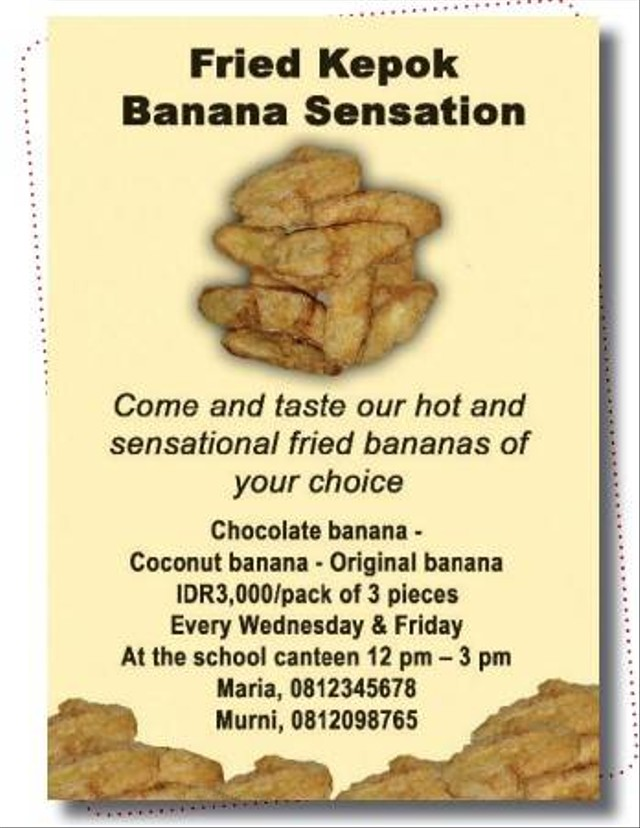 Fried Kepok
Banana Sensation
Come and taste our hot and
sensational fried bananas of
your choice
Chocolate banana -
Coconut banana - Original banana
IDR3,000/pack of 3 pieces
Every Wednesday & Friday
At the school canteen 12 pm – 3 pm
Maria, 0812345678
Murni, 0812098765